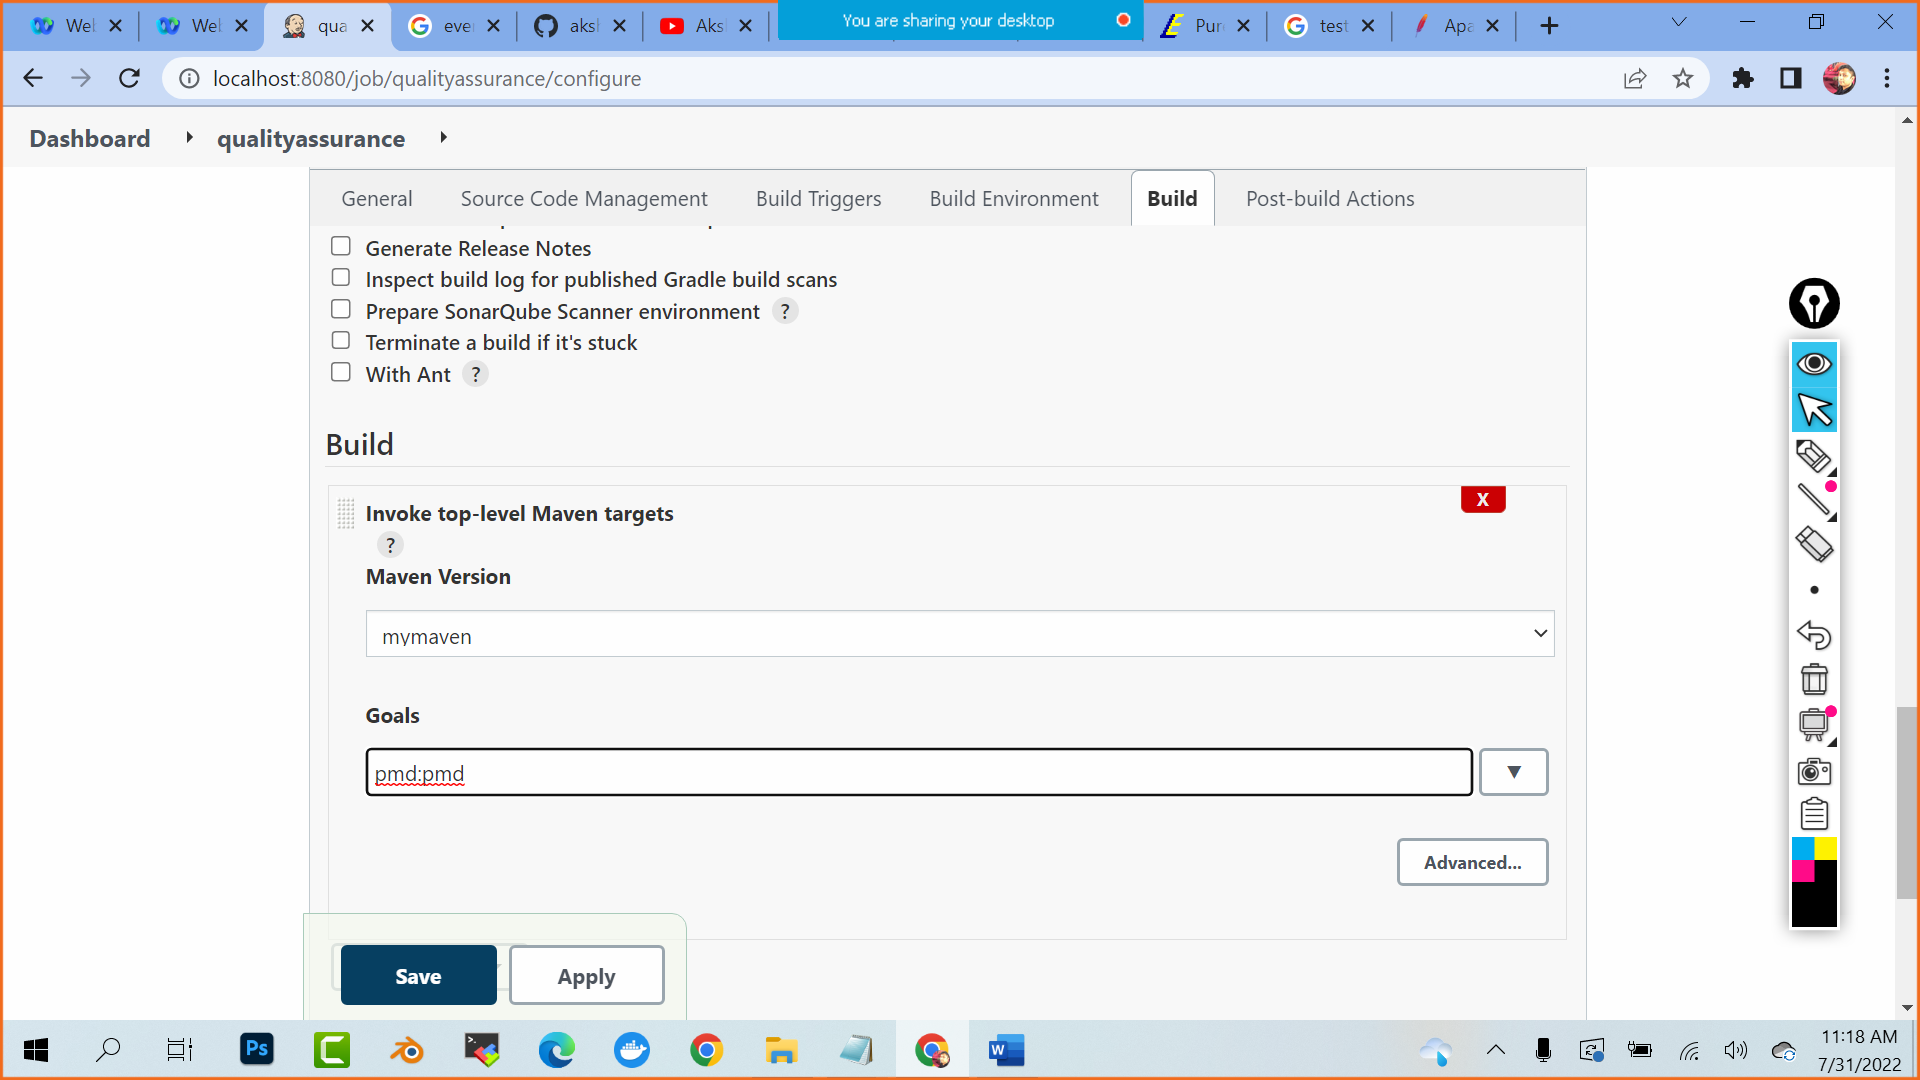 Wel
Wel
qua
eve
aksl
Aks
You are sharing your desktop
Pur
test
Apa
localhost:8080/job/qualityassurance/configure
Dashboard
qualityassurance
General
Source Code Management
Build Triggers
Build Environment
Build
Post-build Actions
Generate Release Notes
Inspect build log for published Gradle build scans
Prepare SonarQube Scanner environment ?
Terminate a build if it's stuck
With Ant ?
Build
X
Invoke top-level Maven targets
?
Maven Version
mymaven
Goals
pmd:pmd
Advanced...
Save
Apply
Ps
C
W
11:18 AM
7/31/2022